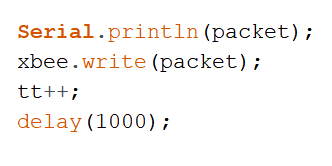 Serial.println(packet);
xbee.write(packet);
tt++;
delay(1000);